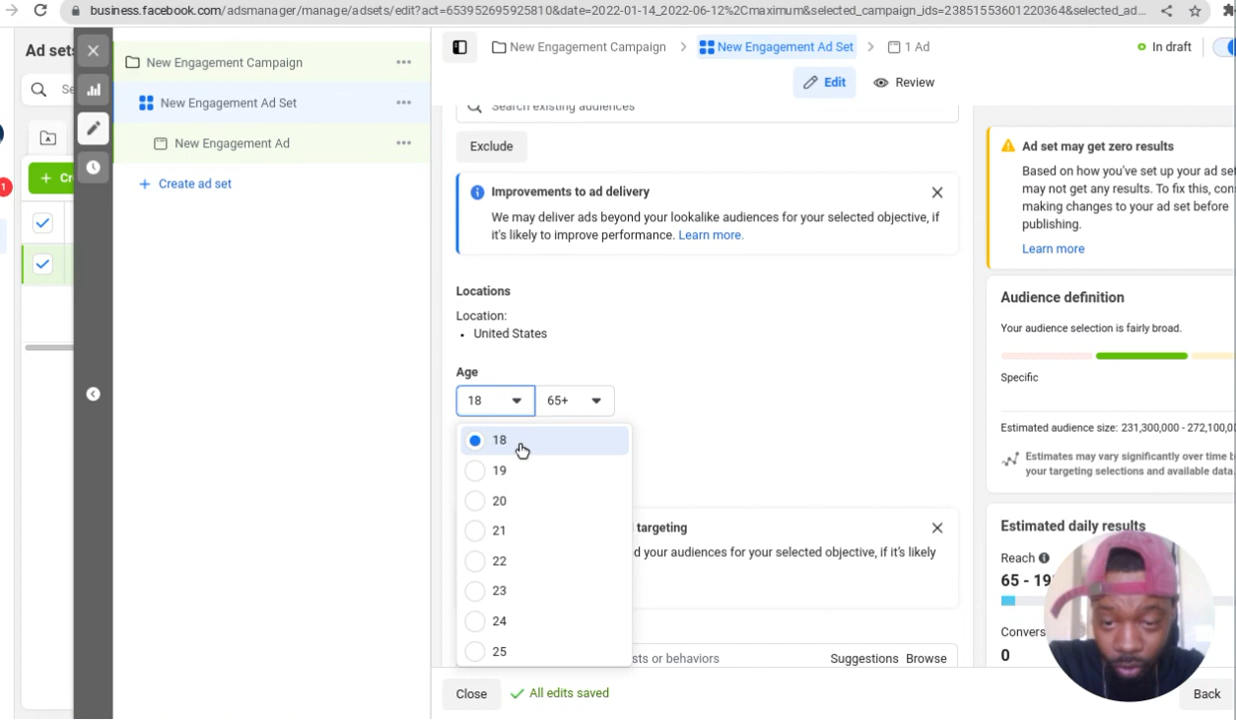 business.facebook.com/adsmanager/manage/adsets/edit?act=653952695925810&date=2022-01-14_2022-06-12%2Cmaximum&selected_campaign_ids=23851553601220364&selected_ad...
Ad sets
New Engagement Campaign
New Engagement Ad Set
New Engagement Ad
+ Create ad set
+ Cr
1
New Engagement Campaign > New Engagement Ad Set > 1 Ad
In draft
Edit
Review
Search existing audiences
Exclude
Improvements to ad delivery
We may deliver ads beyond your lookalike audiences for your selected objective, if
it's likely to improve performance. Learn more.
Locations
Location:
• United States
Age
18
65+
18
19
20
21
22
23
24
25
targeting
d your audiences for your selected objective, if it's likely
sts or behaviors
Suggestions Browse
Close
All edits saved
Back
Ad set may get zero results
Based on how you've set up your ad set
may not get any results. To fix this, con
making changes to your ad set before
publishing.
Learn more
Audience definition
Your audience selection is fairly broad.
Specific
Estimated audience size: 231,300,000 - 272,100,0
Estimates may vary significantly over time b
your targeting selections and available data
Estimated daily results
Reach
65 - 19
Convers
0